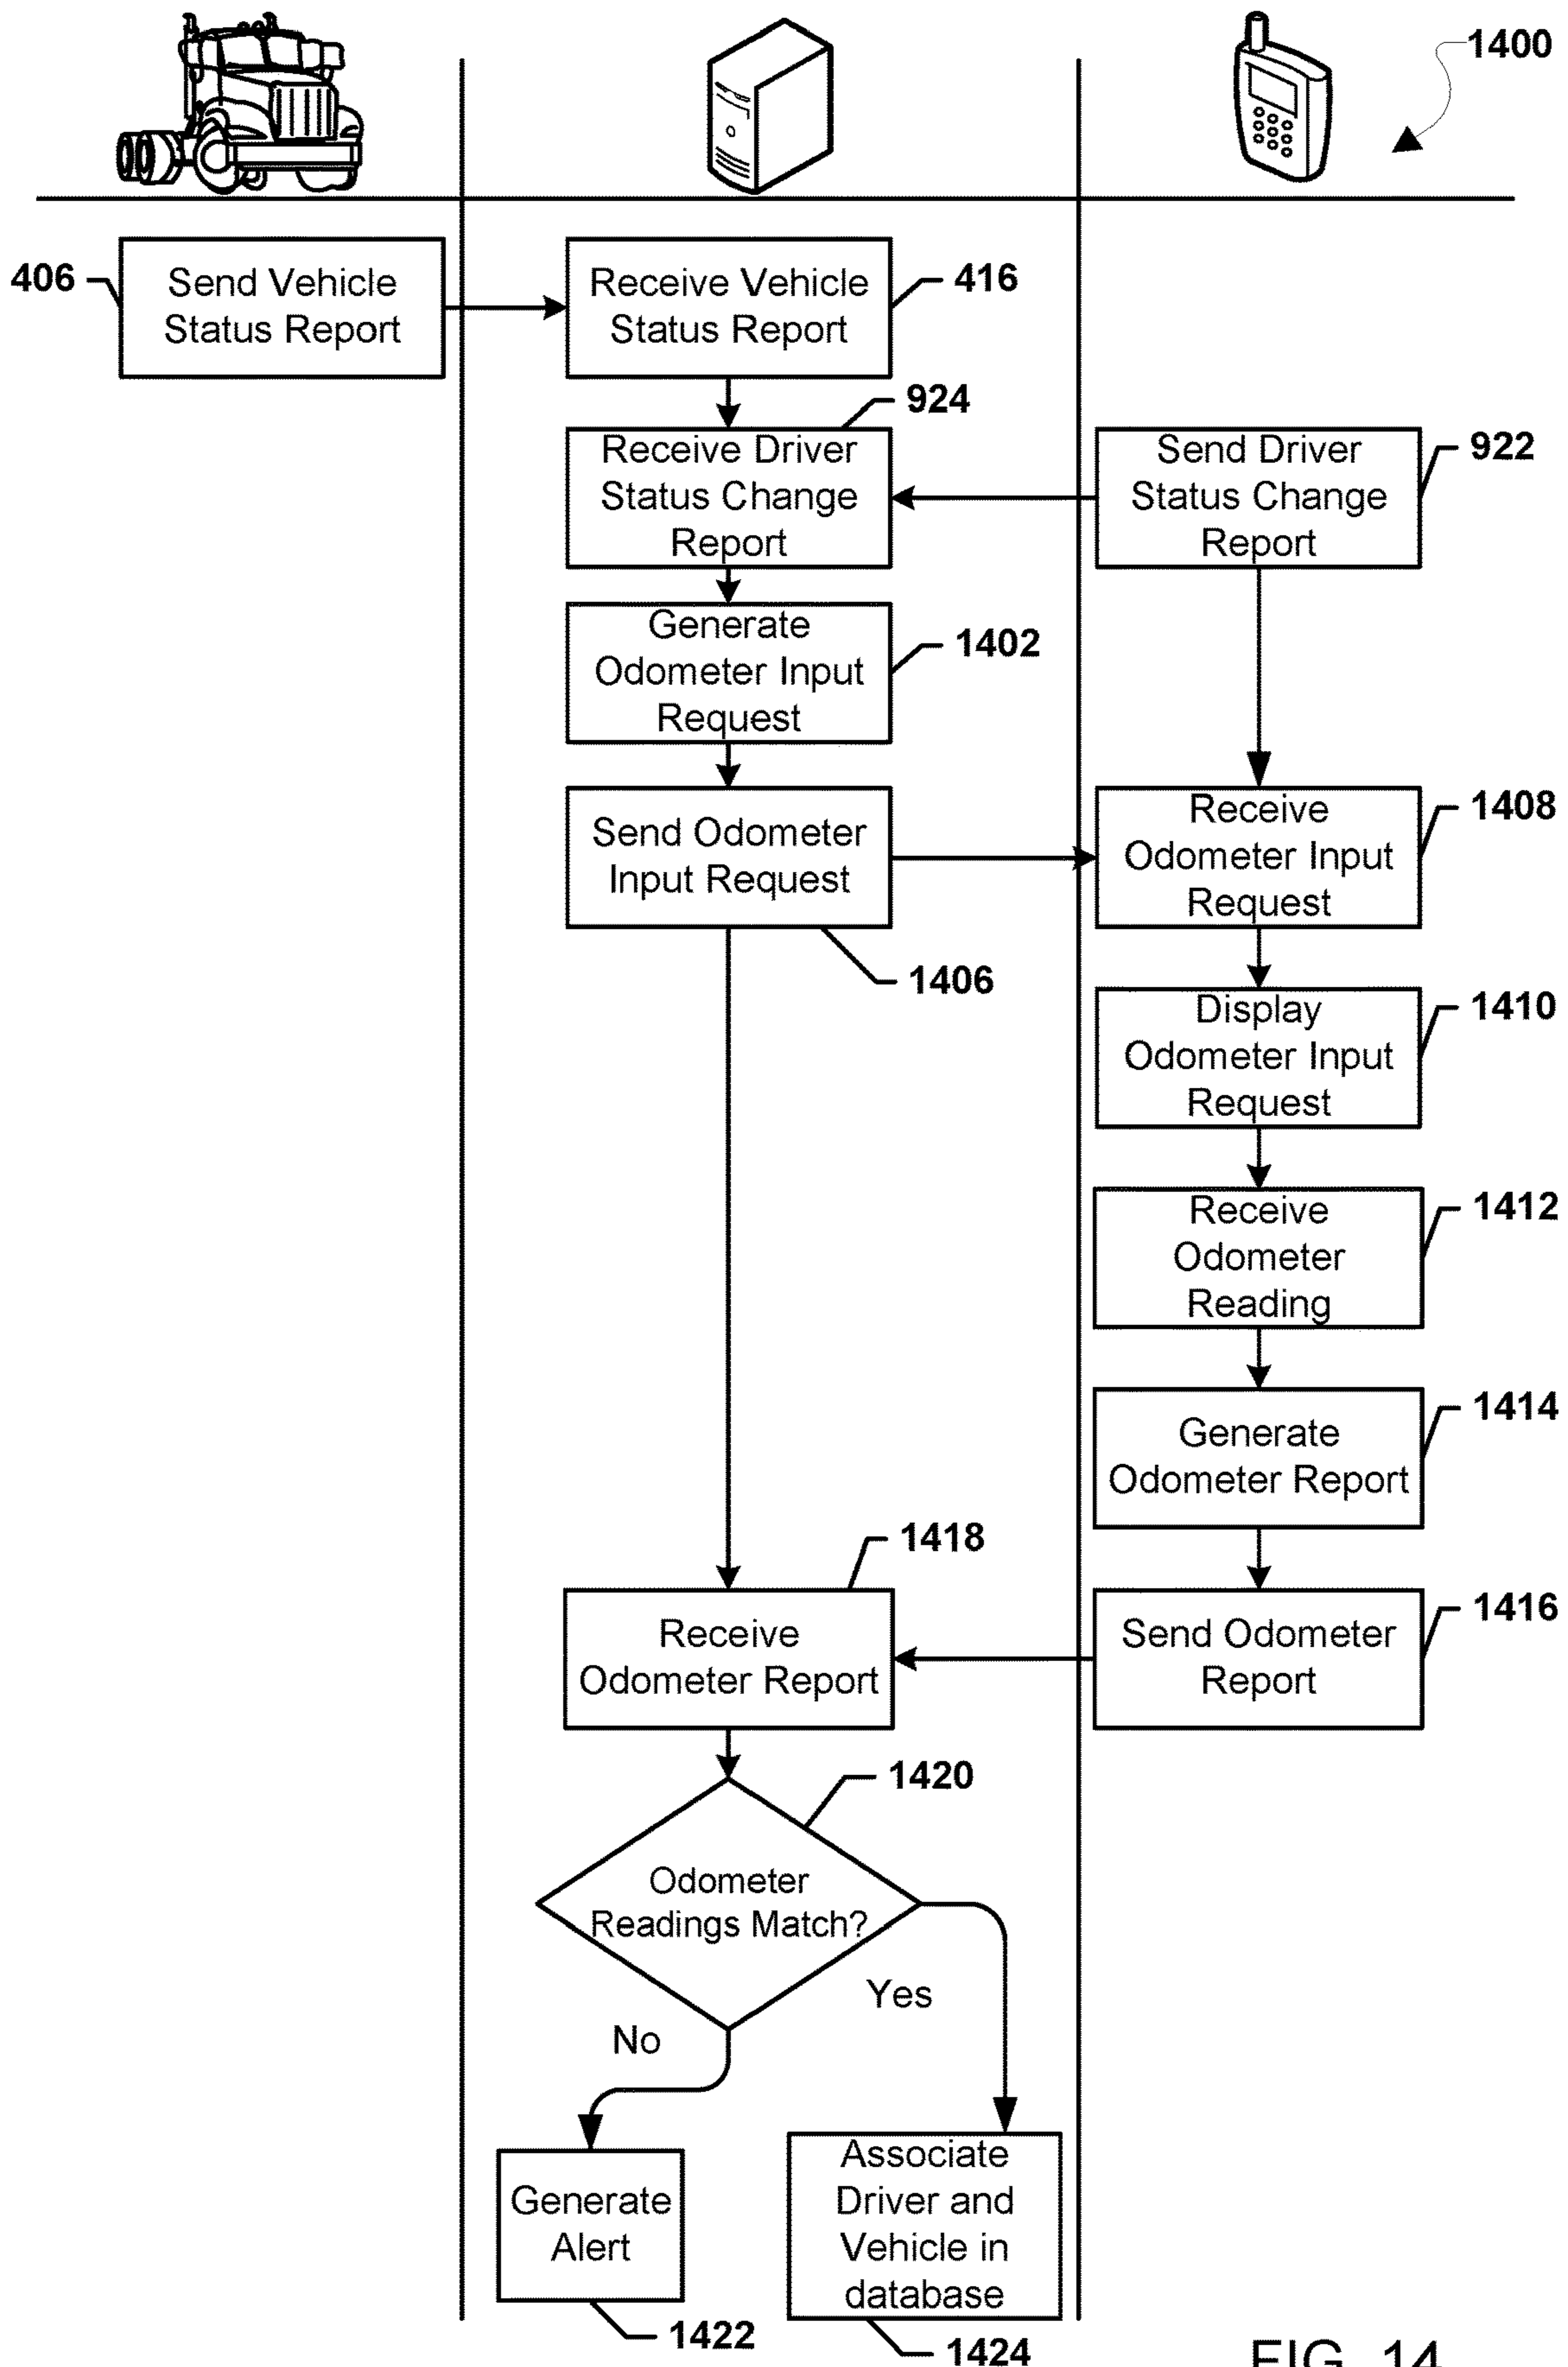 1400
406
Send Vehicle
Status Report
Receive Vehicle
Status Report
416
924
Receive Driver
Status Change
Report
Send Driver
Status Change
Report
922
Generate
Odometer Input
Request
1402
Send Odometer
Input Request
1406
Receive
Odometer Input
Request
1408
Display
Odometer Input
Request
1410
Receive
Odometer
Reading
1412
Generate
Odometer Report
1414
1418
Receive
Odometer Report
Send Odometer
Report
1416
1420
Odometer
Readings Match?
Yes
No
Generate
Alert
1422
Associate
Driver and
Vehicle in
database
1424
FIG. 14